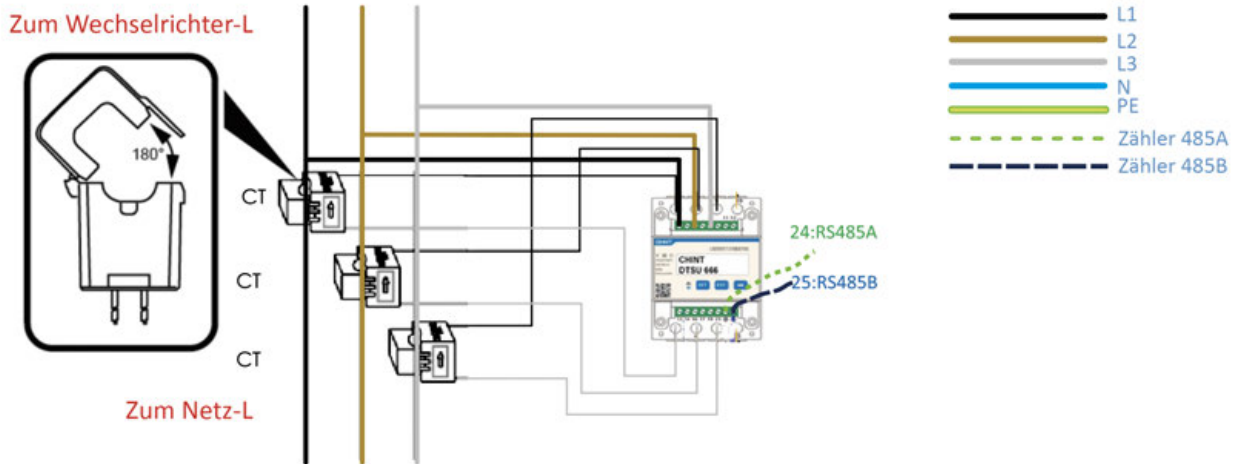 Zum Wechselrichter-L
180°
CT
CT
CT
Zum Netz-L
CHINT
CHINT
DTSU 666
24:RS485A
25:RS485B
L1
L2
L3
N
PE
Zähler 485A
Zähler 485B